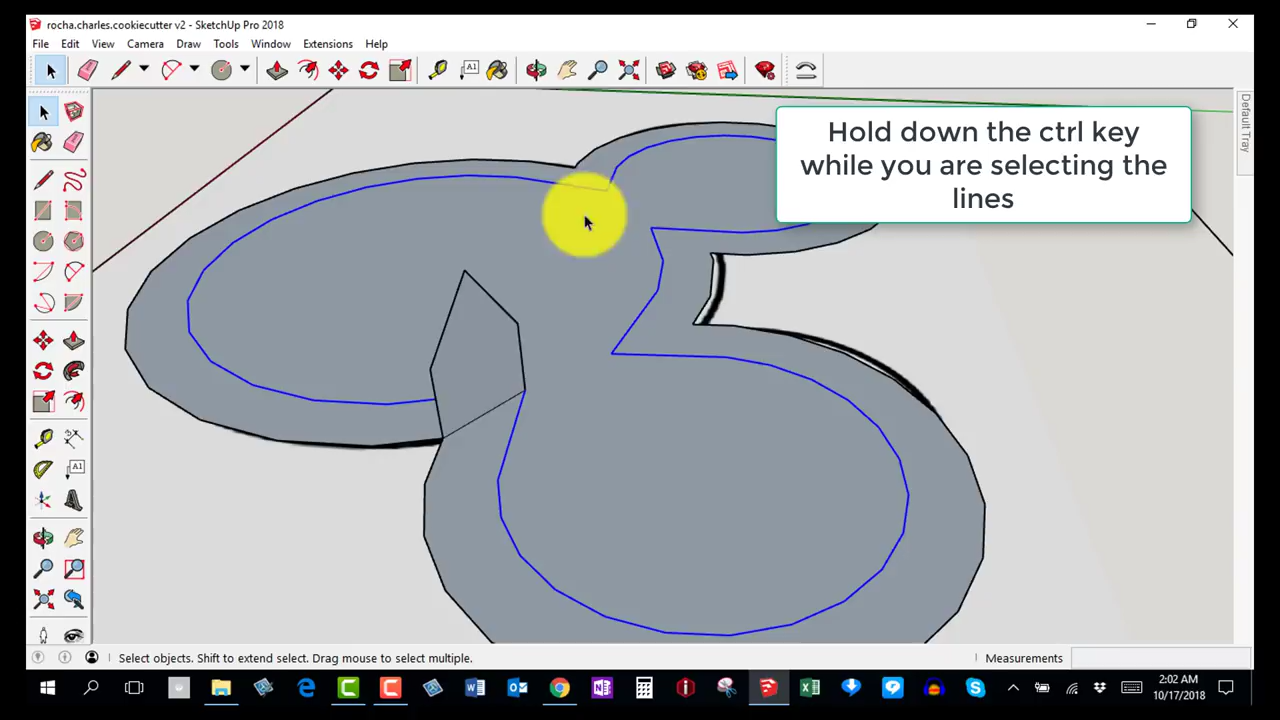 rocha.charles.cookiecutter v2 - SketchUp Pro 2018
File Edit View Camera Draw Tools Window Extensions Help
A1
Default Tray
Hold down the ctrl key
while you are selecting the
lines
A1
Select objects. Shift to extend select. Drag mouse to select multiple.
Measurements
2:02 AM
10/17/2018